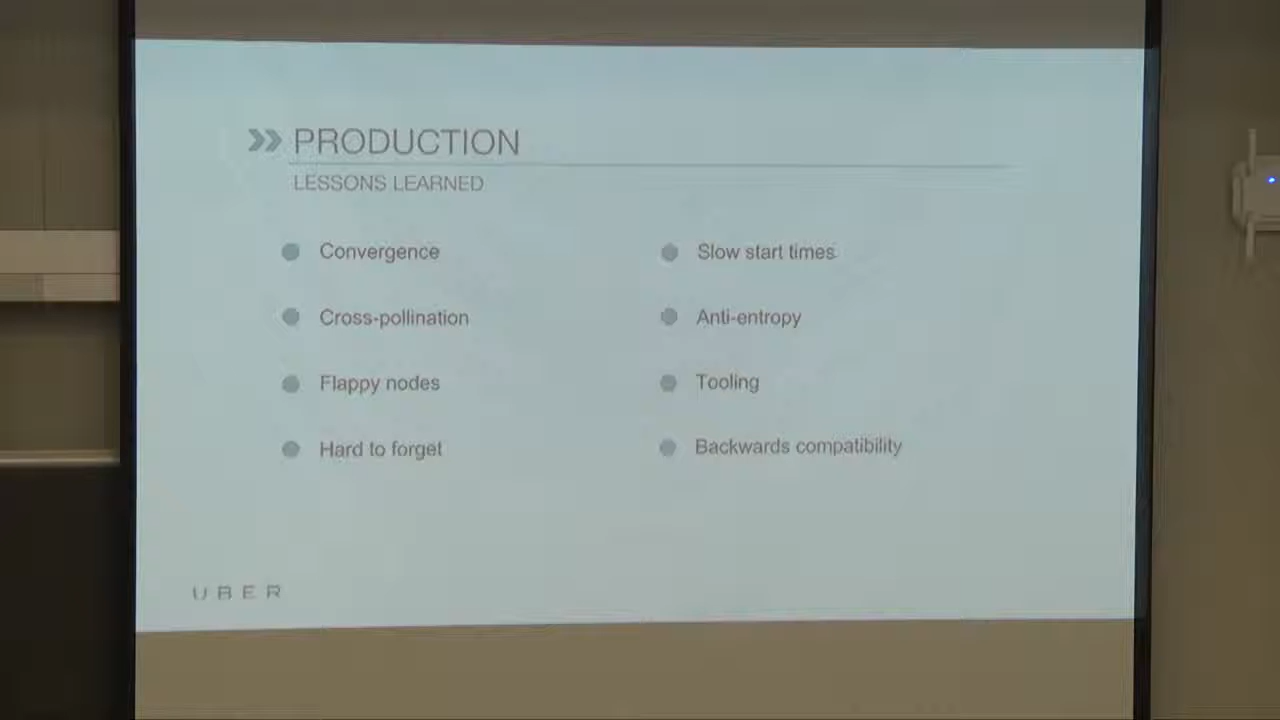 PRODUCTION
LESSONS LEARNED
Convergence
Cross-pollination
Flappy nodes
Hard to forget
Slow start times
Anti-entropy
Tooling
Backwards compatibility
UBER